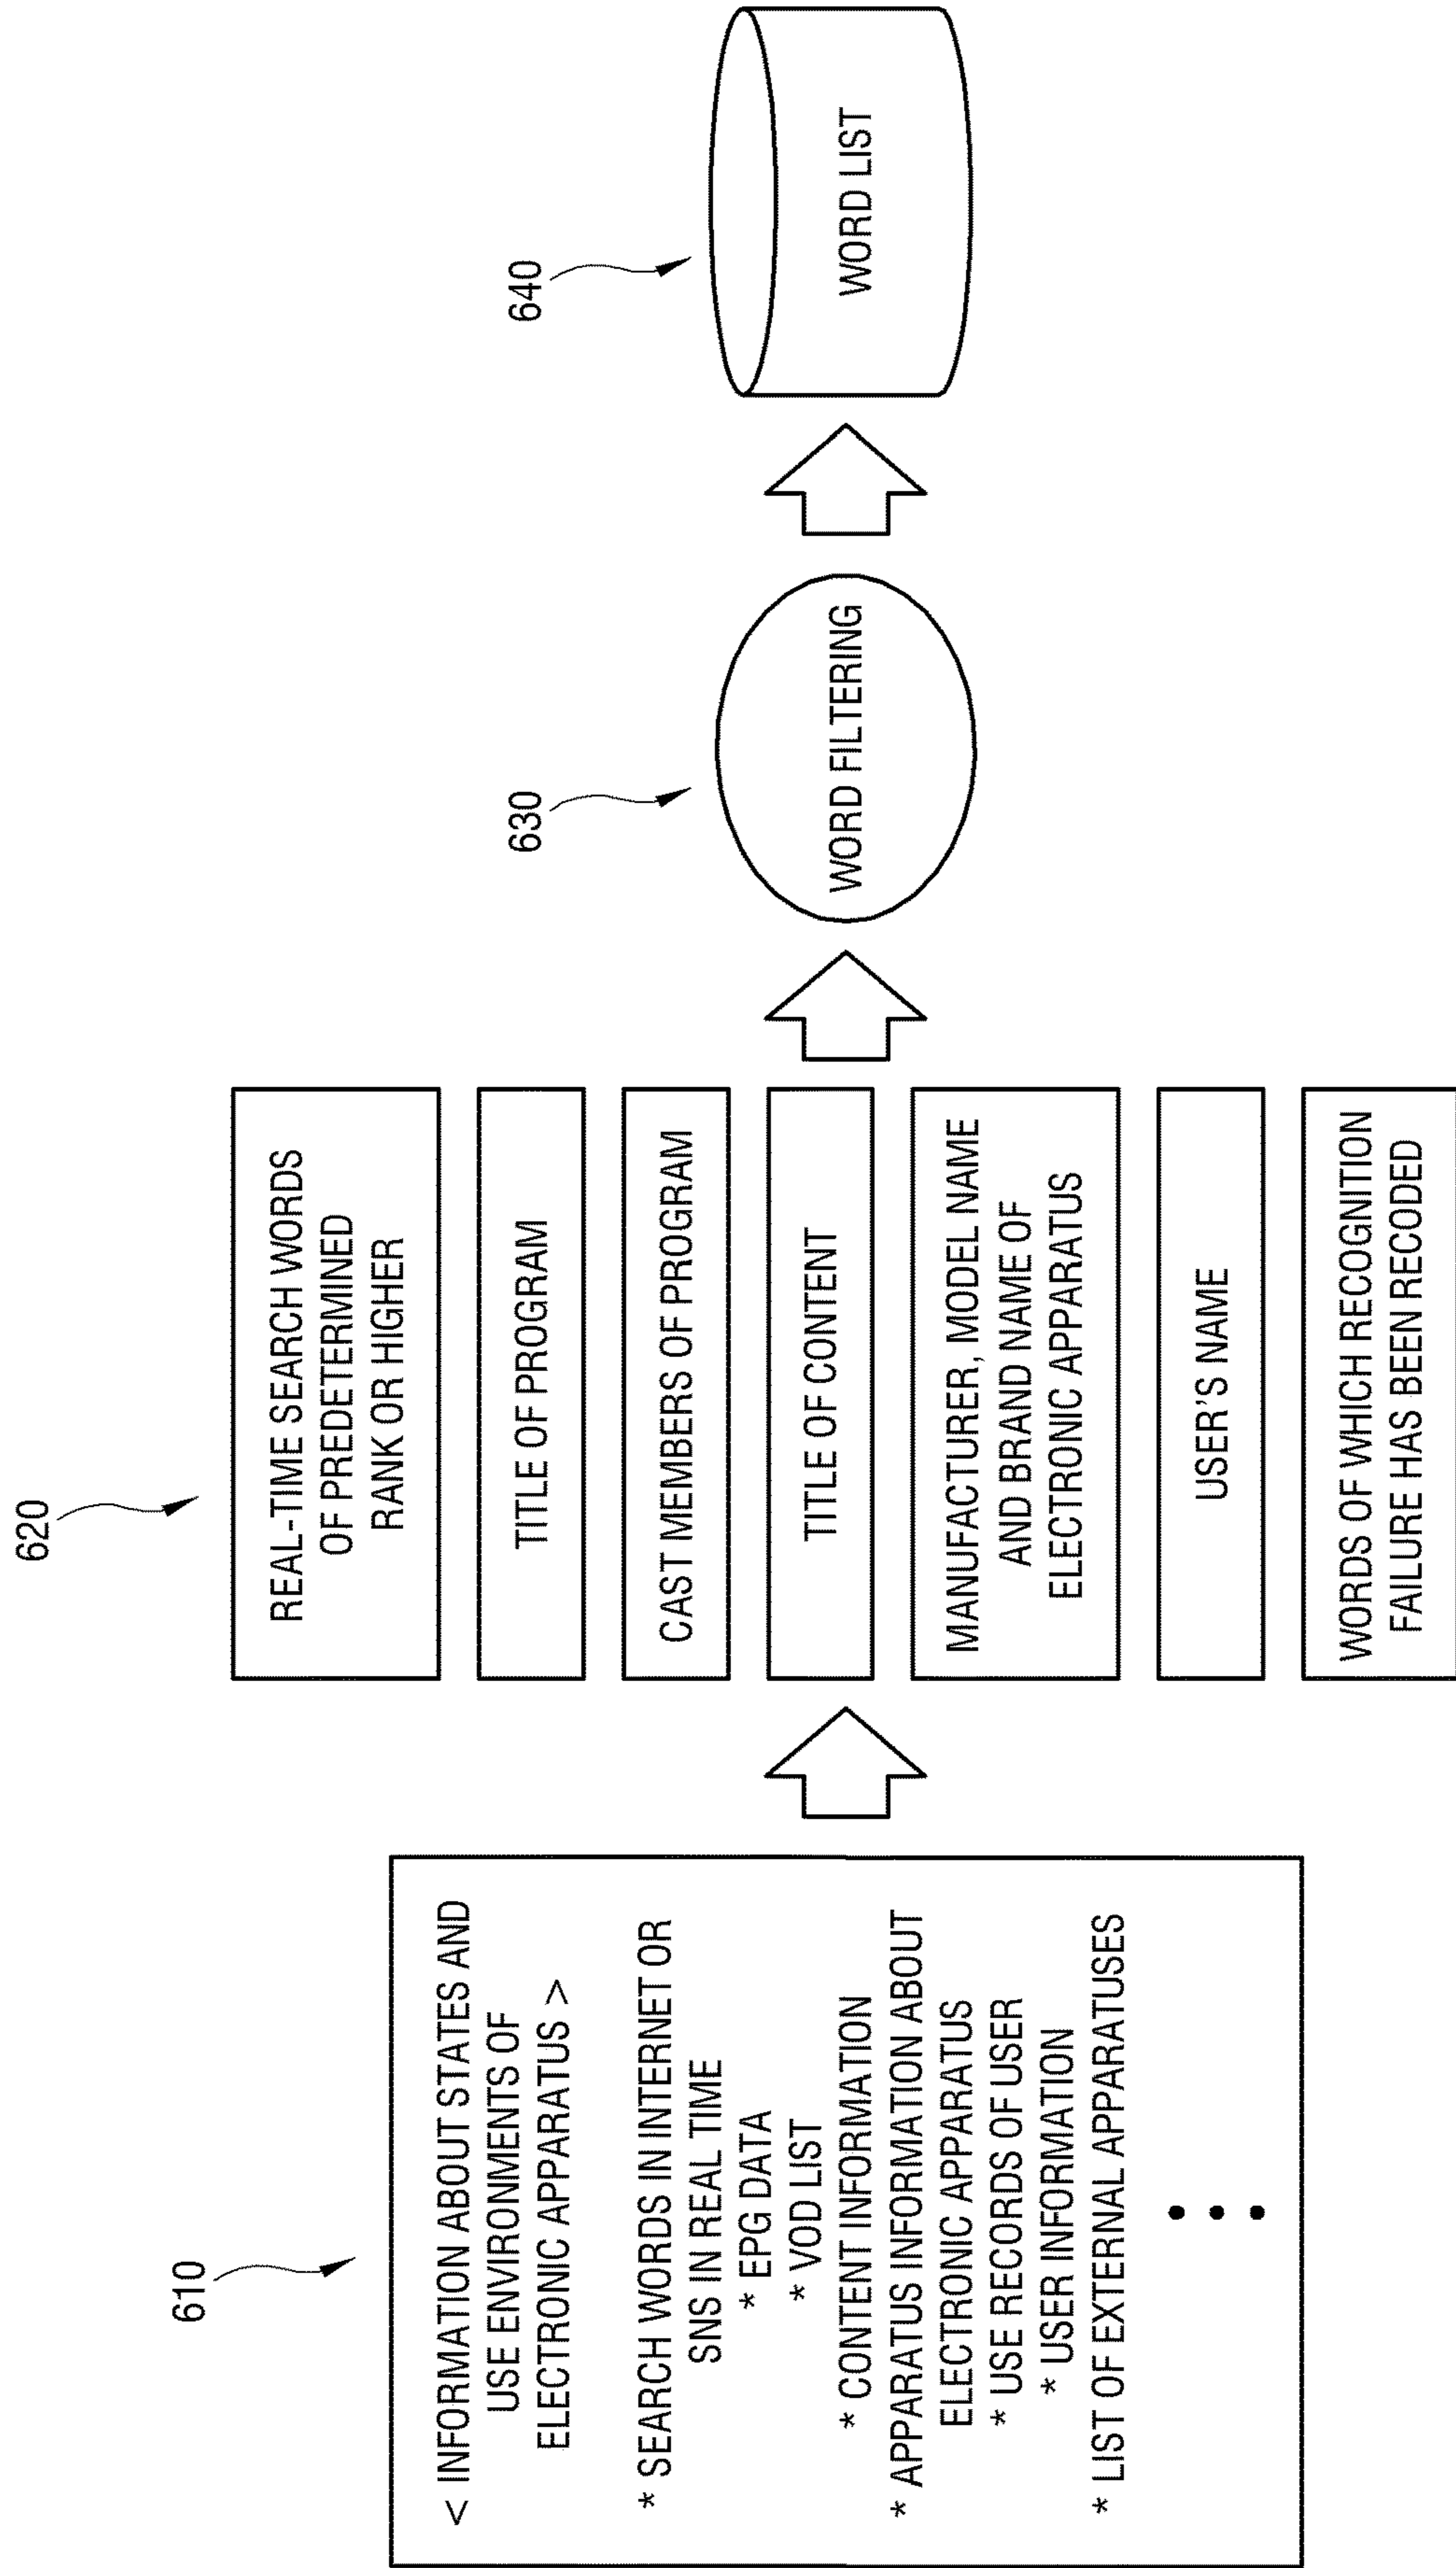 610
< INFORMATION ABOUT STATES AND
USE ENVIRONMENTS OF
ELECTRONIC APPARATUS >
* SEARCH WORDS IN INTERNET OR
SNS IN REAL TIME
* EPG DATA
* VOD LIST
* CONTENT INFORMATION
* APPARATUS INFORMATION ABOUT
ELECTRONIC APPARATUS
* USE RECORDS OF USER
* USER INFORMATION
* LIST OF EXTERNAL APPARATUSES
620
REAL-TIME SEARCH WORDS
OF PREDETERMINED
RANK OR HIGHER
TITLE OF PROGRAM
CAST MEMBERS OF PROGRAM
TITLE OF CONTENT
MANUFACTURER, MODEL NAME
AND BRAND NAME OF
ELECTRONIC APPARATUS
USER'S NAME
WORDS OF WHICH RECOGNITION
FAILURE HAS BEEN RECODED
630
WORD FILTERING
640
WORD LIST